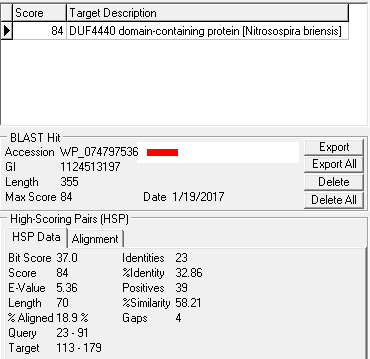 Score Target Description
84 DUF4440 domain-containing protein [Nitrosospira briensis]
BLAST Hit
Accession WP_074797536 Export
GI 1124513197 Export All
Length 355 Delete
Max Score 84 Date 1/19/2017 Delete All
High-Scoring Pairs (HSP)
HSP Data Alignment
Bit Score 37.0 Identities 23
Score 84 %Identity 32.86
E-Value 5.36 Positives 39
Length 70 %Similarity 58.21
% Aligned 18.9 % Gaps 4
Query 23 - 91
Target 113 - 179